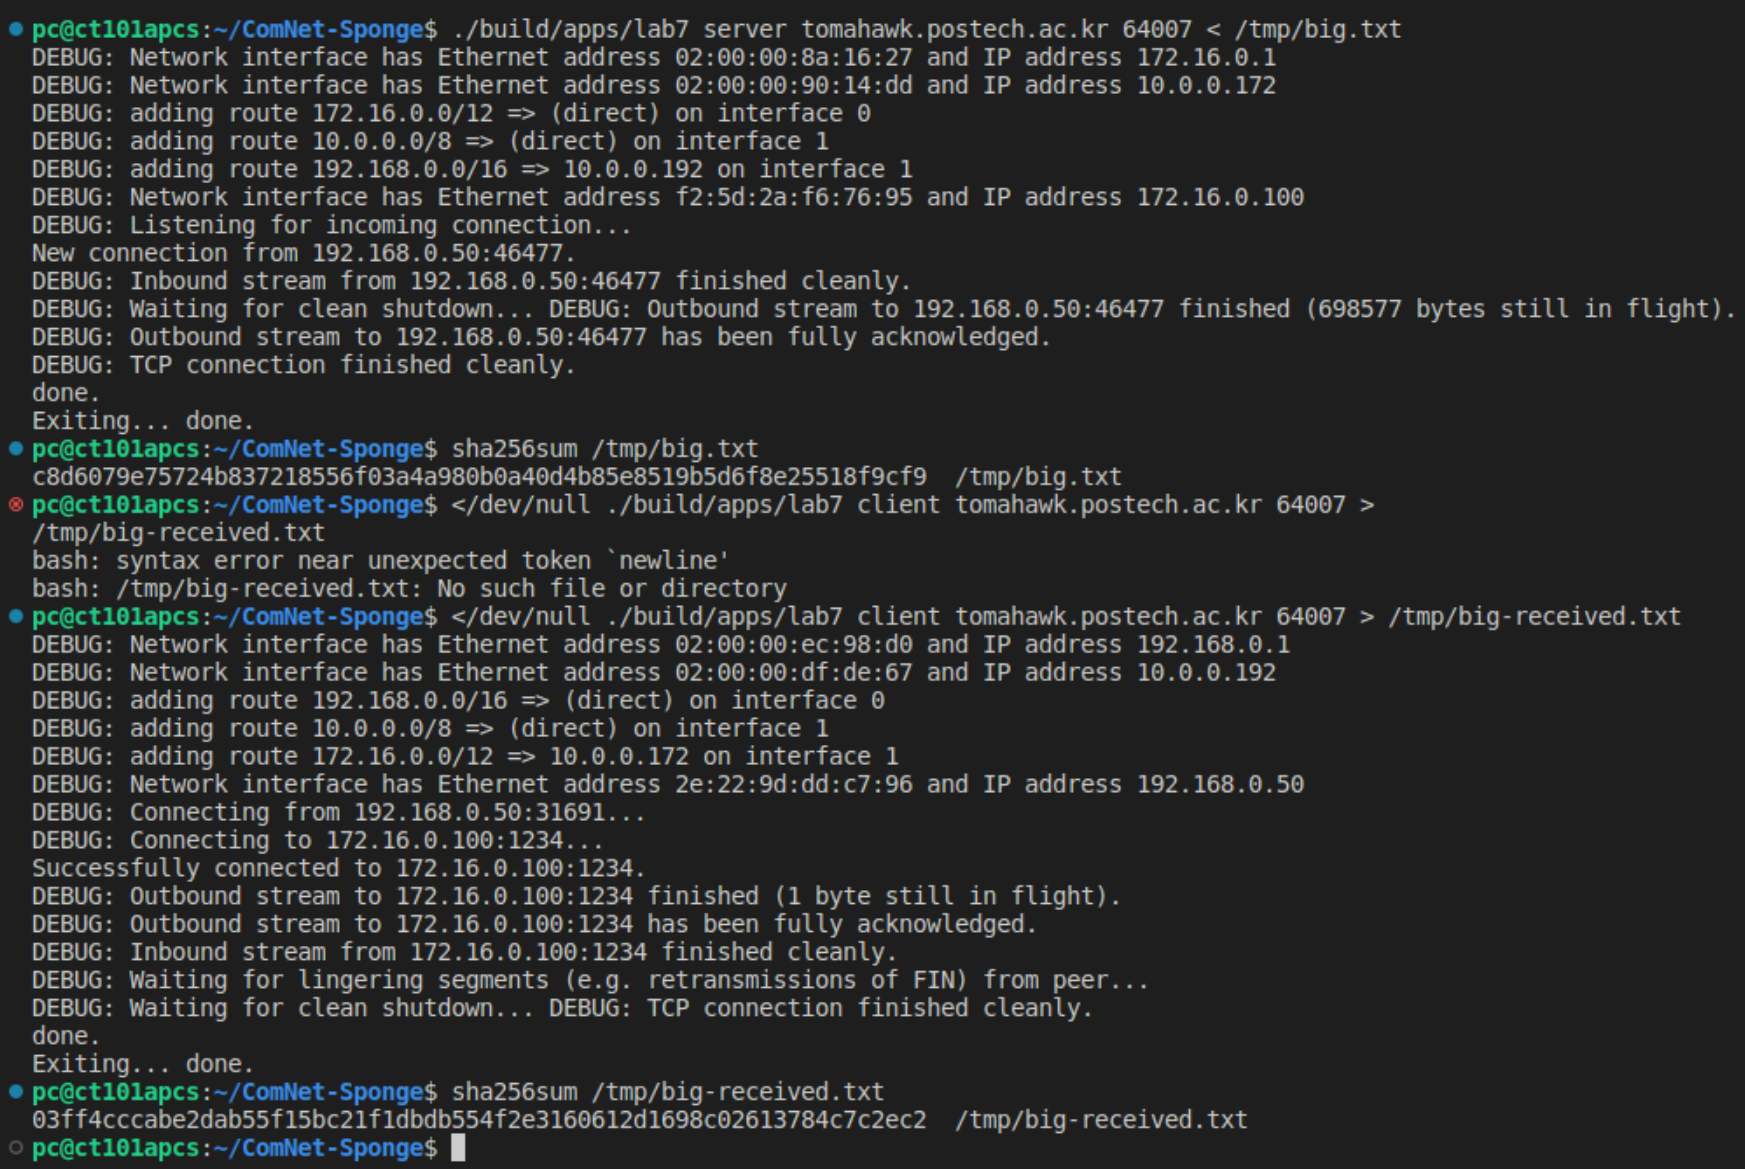 pc@ct101apcs:~/ComNet-Sponge$ ./build/apps/lab7 server tomahawk.postech.ac.kr 64007 < /tmp/big.txt
DEBUG: Network interface has Ethernet address 02:00:00:8a:16:27 and IP address 172.16.0.1
DEBUG: Network interface has Ethernet address 02:00:00:90:14:dd and IP address 10.0.0.172
DEBUG: adding route 172.16.0.0/12 => (direct) on interface 0
DEBUG: adding route 10.0.0.0/8 => (direct) on interface 1
DEBUG: adding route 192.168.0.0/16 => 10.0.0.192 on interface 1
DEBUG: Network interface has Ethernet address f2:5d:2a:f6:76:95 and IP address 172.16.0.100
DEBUG: Listening for incoming connection...
New connection from 192.168.0.50:46477.
DEBUG: Inbound stream from 192.168.0.50:46477 finished cleanly.
DEBUG: Waiting for clean shutdown... DEBUG: Outbound stream to 192.168.0.50:46477 finished (698577 bytes still in flight).
DEBUG: Outbound stream to 192.168.0.50:46477 has been fully acknowledged.
DEBUG: TCP connection finished cleanly.
done.
Exiting... done.
pc@ct101apcs:~/ComNet-Sponge$ sha256sum /tmp/big.txt
c8d6079e75724b837218556f03a4a980b0a40d4b85e8519b5d6f8e25518f9cf9  /tmp/big.txt
pc@ct101apcs:~/ComNet-Sponge$ </dev/null ./build/apps/lab7 client tomahawk.postech.ac.kr 64007 >
/tmp/big-received.txt
bash: syntax error near unexpected token `newline'
bash: /tmp/big-received.txt: No such file or directory
pc@ct101apcs:~/ComNet-Sponge$ </dev/null ./build/apps/lab7 client tomahawk.postech.ac.kr 64007 > /tmp/big-received.txt
DEBUG: Network interface has Ethernet address 02:00:00:ec:98:d0 and IP address 192.168.0.1
DEBUG: Network interface has Ethernet address 02:00:00:df:de:67 and IP address 10.0.0.192
DEBUG: adding route 192.168.0.0/16 => (direct) on interface 0
DEBUG: adding route 10.0.0.0/8 => (direct) on interface 1
DEBUG: adding route 172.16.0.0/12 => 10.0.0.172 on interface 1
DEBUG: Network interface has Ethernet address 2e:22:9d:dd:c7:96 and IP address 192.168.0.50
DEBUG: Connecting from 192.168.0.50:31691...
DEBUG: Connecting to 172.16.0.100:1234...
Successfully connected to 172.16.0.100:1234.
DEBUG: Outbound stream to 172.16.0.100:1234 finished (1 byte still in flight).
DEBUG: Outbound stream to 172.16.0.100:1234 has been fully acknowledged.
DEBUG: Inbound stream from 172.16.0.100:1234 finished cleanly.
DEBUG: Waiting for lingering segments (e.g. retransmissions of FIN) from peer...
DEBUG: Waiting for clean shutdown... DEBUG: TCP connection finished cleanly.
done.
Exiting... done.
pc@ct101apcs:~/ComNet-Sponge$ sha256sum /tmp/big-received.txt
03ff4cccabe2dab55f15bc21f1dbdb554f2e3160612d1698c02613784c7c2ec2  /tmp/big-received.txt
pc@ct101apcs:~/ComNet-Sponge$